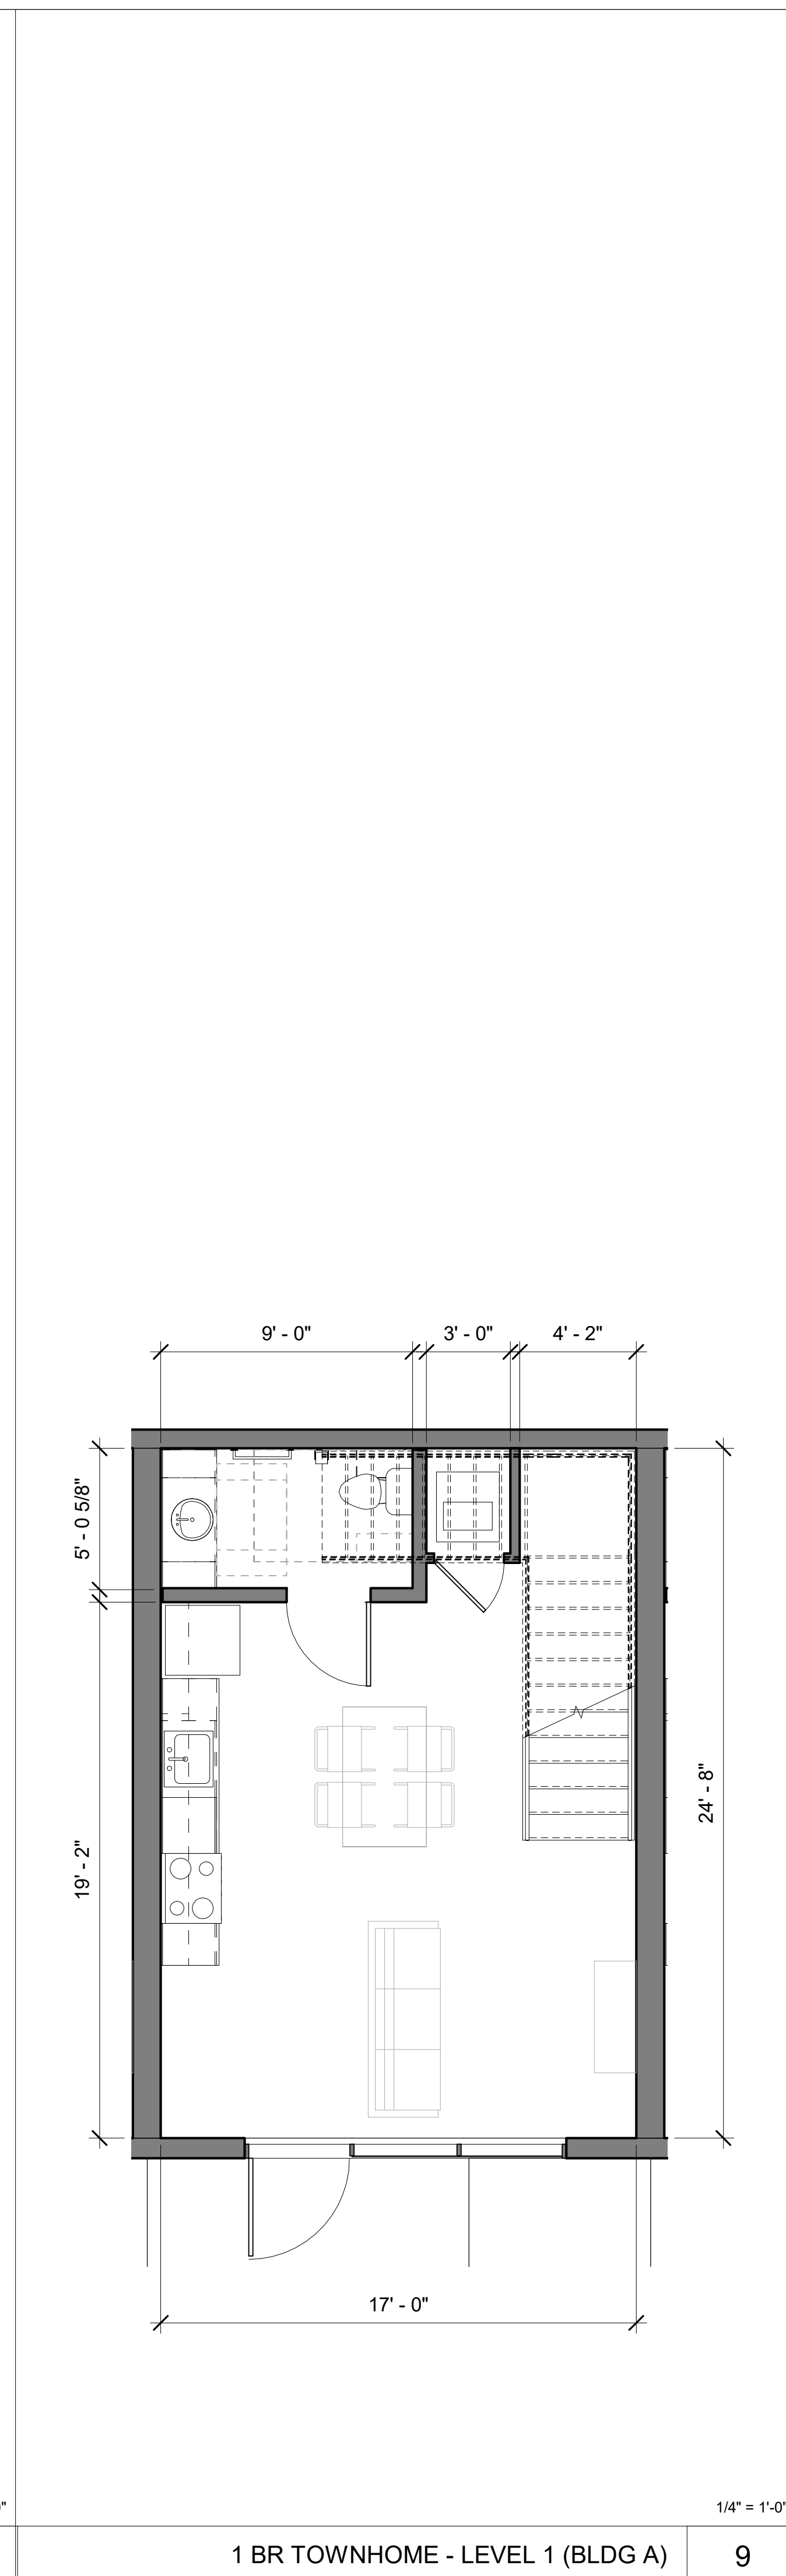 9' - 0" 3' - 0" 4' - 2"
5' - 0 5/8"
24' - 8"
19' - 2"
17' - 0"
1/4" = 1'-0"
1 BR TOWNHOME - LEVEL 1 (BLDG A) 9